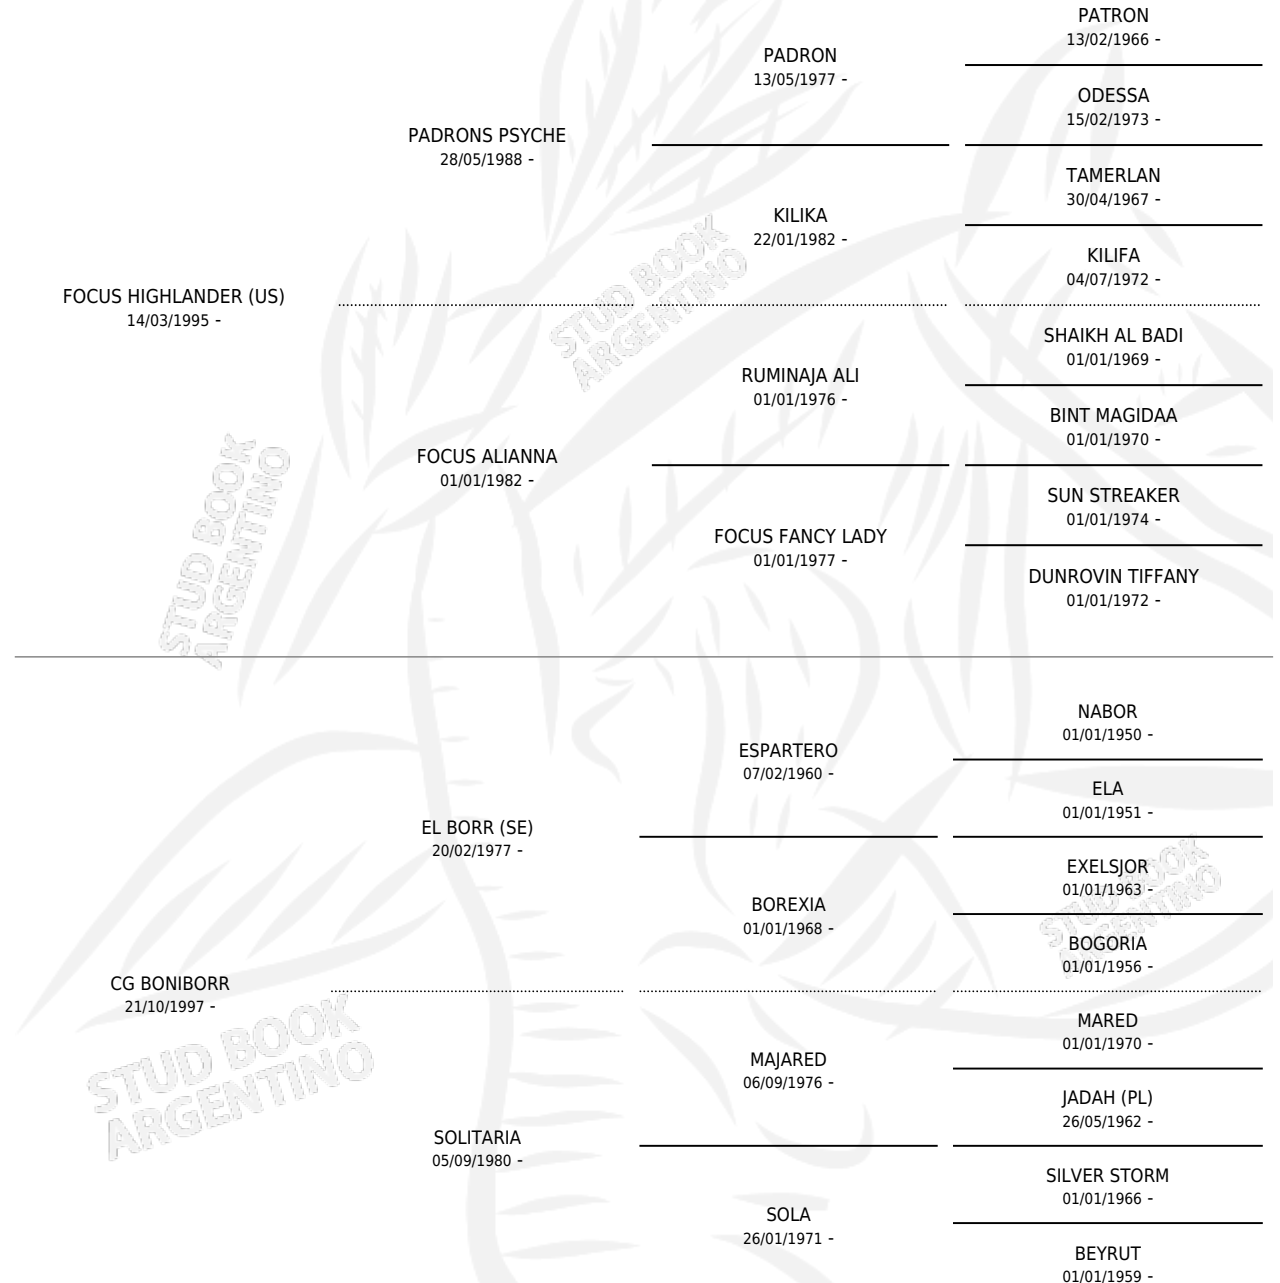 PATRON
13/02/1966 -
PADRON
13/05/1977 -
ODESSA
15/02/1973 -
PADRONS PSYCHE
28/05/1988 -
TAMERLAN
30/04/1967 -
KILIKA
22/01/1982 -
KILIFA
04/07/1972 -
FOCUS HIGHLANDER (US)
14/03/1995 -
SHAIKH AL BADI
01/01/1969 -
RUMINAJA ALI
01/01/1976 -
BINT MAGIDAA
01/01/1970 -
FOCUS ALIANNA
01/01/1982 -
SUN STREAKER
01/01/1974 -
FOCUS FANCY LADY
01/01/1977 -
DUNROVIN TIFFANY
01/01/1972 -
STUD BOOK
ARGENTINO
STUD BOOK
ARGENTINO
NABOR
01/01/1950 -
ESPARTERO
07/02/1960 -
ELA
01/01/1951 -
EL BORR (SE)
20/02/1977 -
EXELSJOR
01/01/1963 -
BOREXIA
01/01/1968 -
BOGORIA
01/01/1956 -
CG BONIBORR
21/10/1997 -
MARED
01/01/1970 -
MAJARED
06/09/1976 -
JADAH (PL)
26/05/1962 -
SOLITARIA
05/09/1980 -
SILVER STORM
01/01/1966 -
SOLA
26/01/1971 -
BEYRUT
01/01/1959 -
STUD BOOK
ARGENTINO
STUD BOOK
ARGENTINO